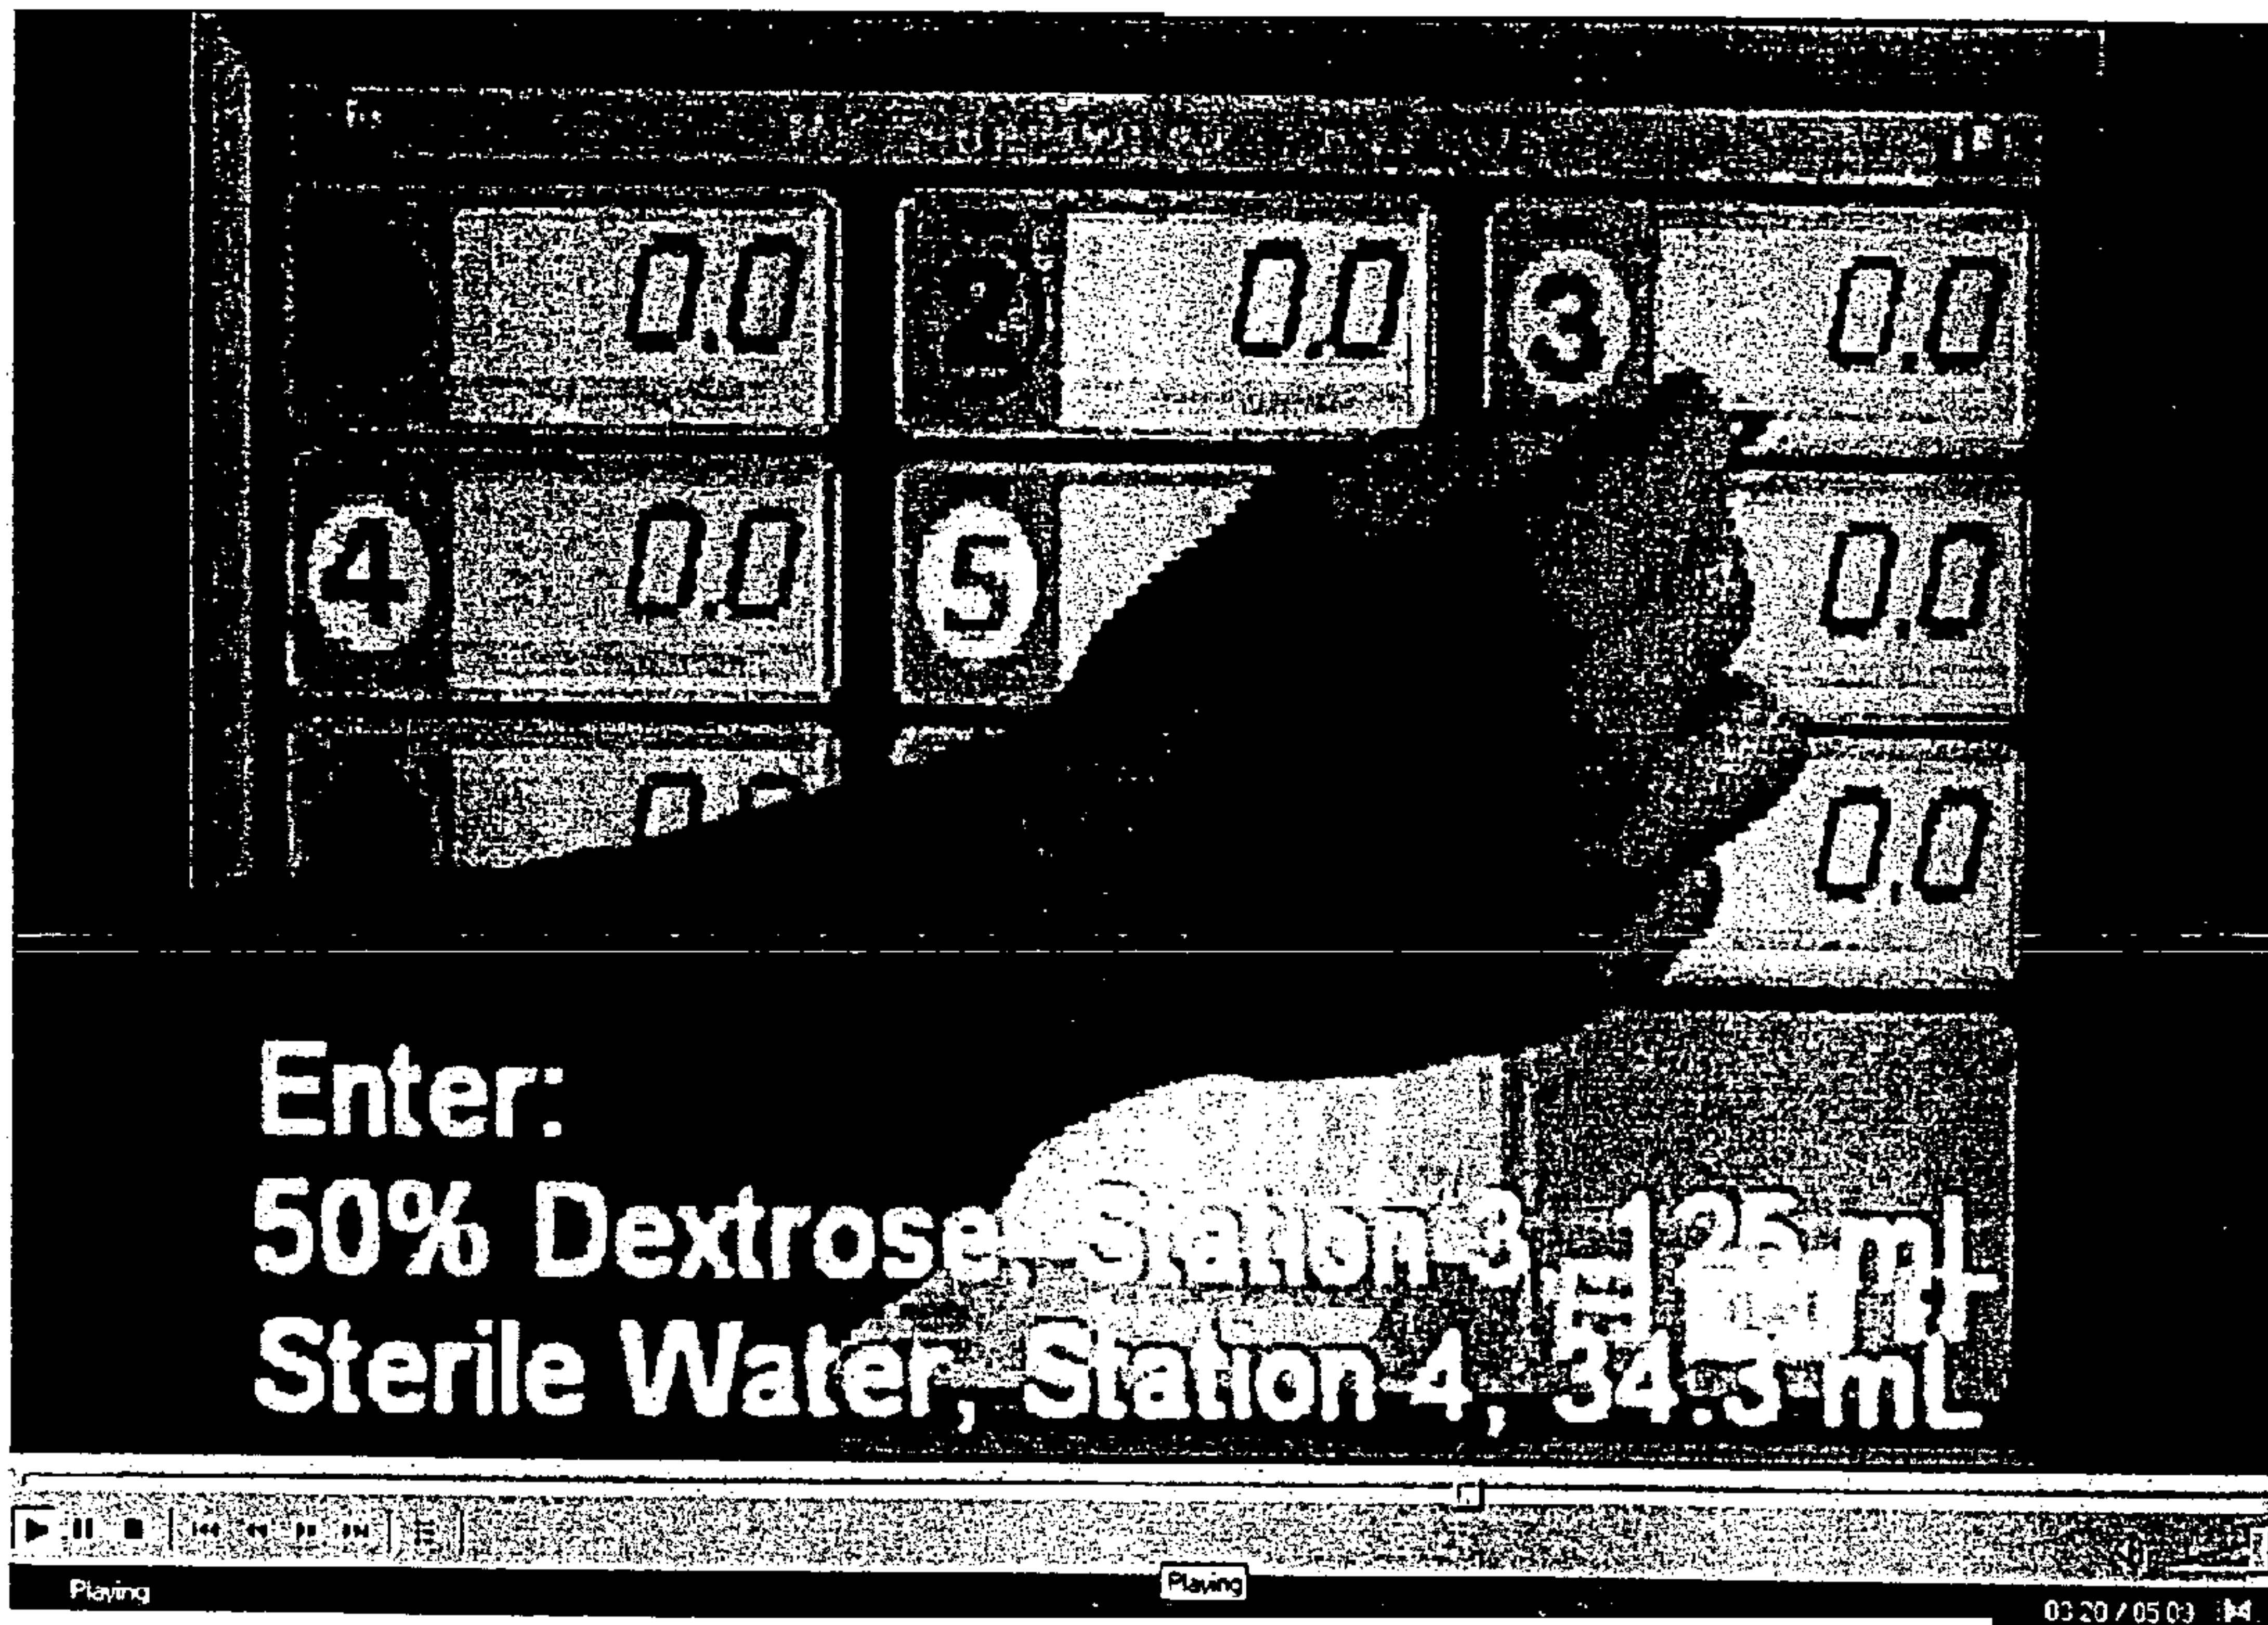 0.0
2 0.0
3 0.0
4 0.0
5
0.0
0.0
Enter:
50% Dextrose, Station 3, 125 mL
Sterile Water, Station 4, 34.3 mL
Playing
Playing
03:20 / 05:03